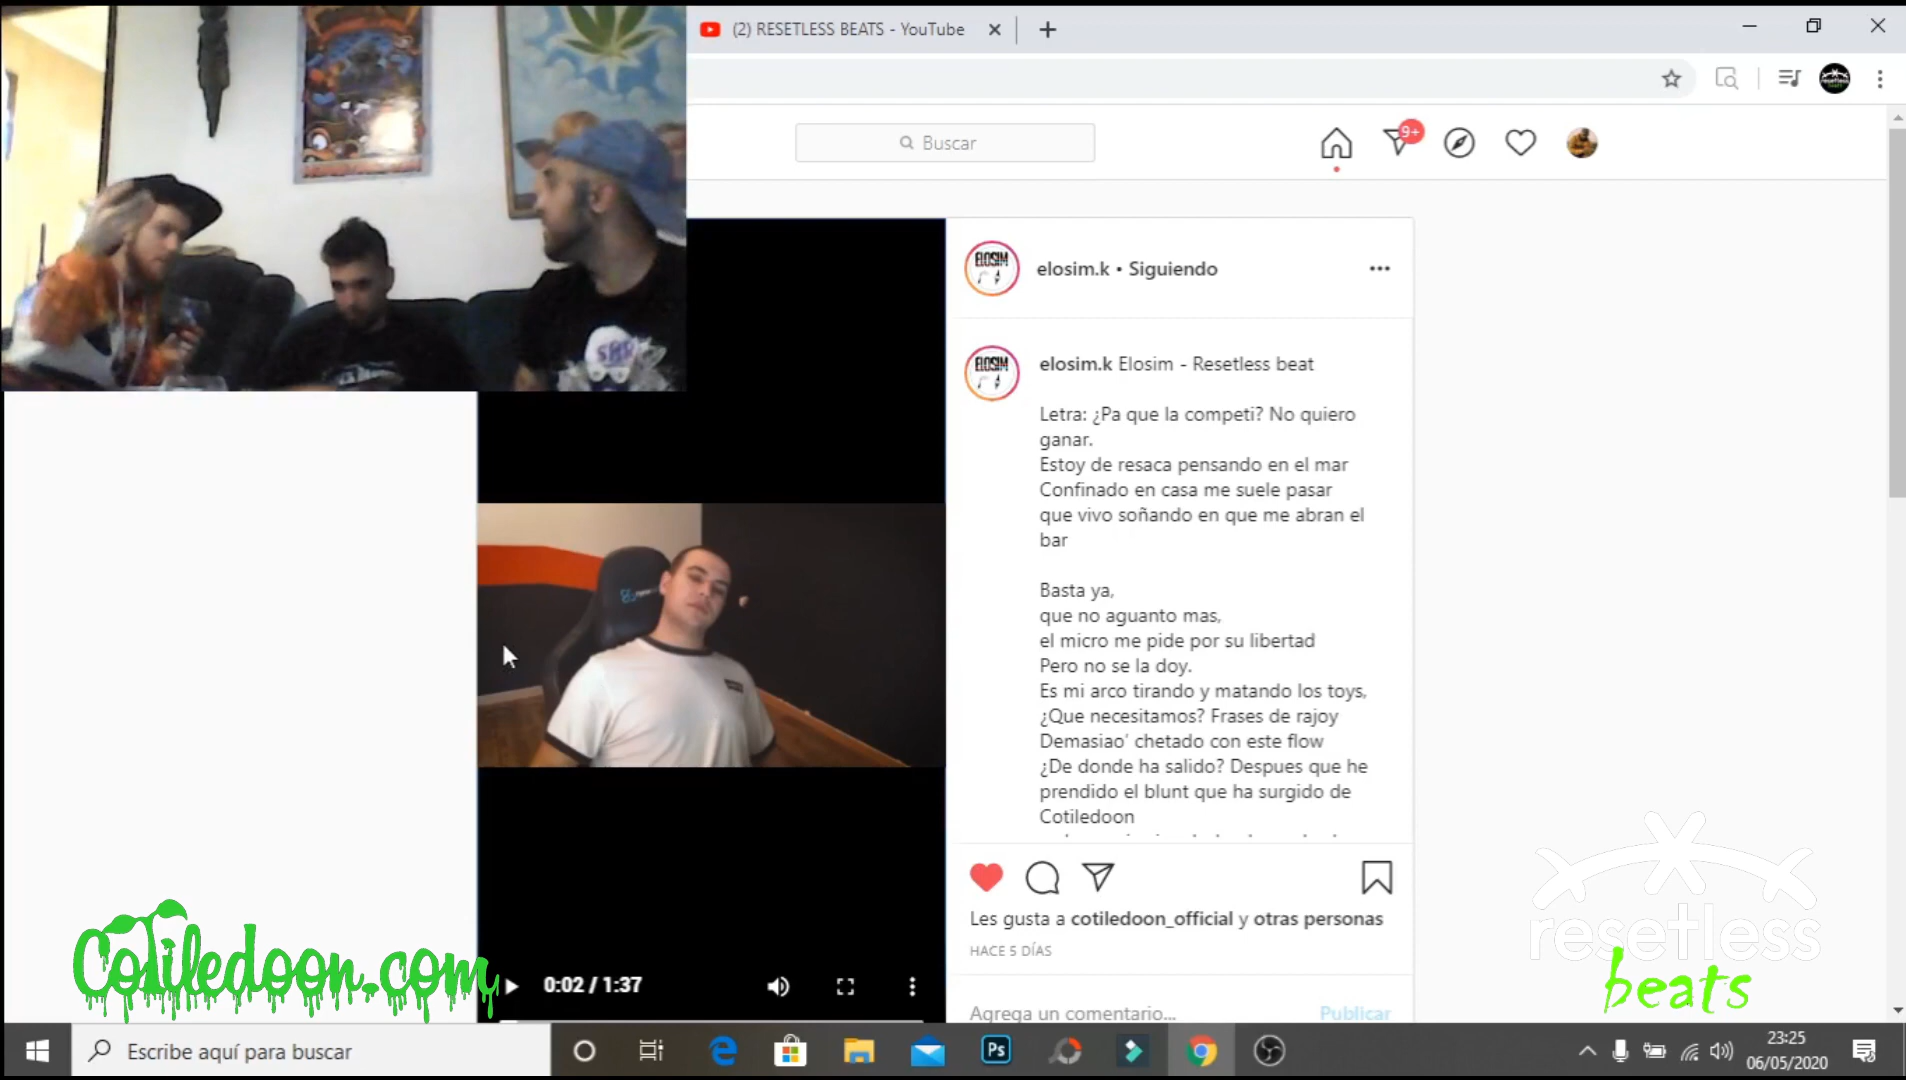 (2) RESETLESS BEATS - YouTube
Buscar
9+
ELOSIM
elosim.k • Siguiendo
ELOSIM
elosim.k Elosim - Resetless beat
Letra: ¿Pa que la competi? No quiero
ganar.
Estoy de resaca pensando en el mar
Confinado en casa me suele pasar
que vivo soñando en que me abran el
bar
Basta ya,
que no aguanto mas,
el micro me pide por su libertad
Pero no se la doy.
Es mi arco tirando y matando los toys,
¿Que necesitamos? Frases de rajoy
Demasiao' chetado con este flow
¿De donde ha salido? Despues que he
prendido el blunt que ha surgido de
Cotiledoon
Les gusta a cotiledoon_official y otras personas
HACE 5 DÍAS
Agrega un comentario...
Publicar
0:02 / 1:37
Cotiledoon.com
resetless
beats
Escribe aquí para buscar
Ps
23:25
06/05/2020